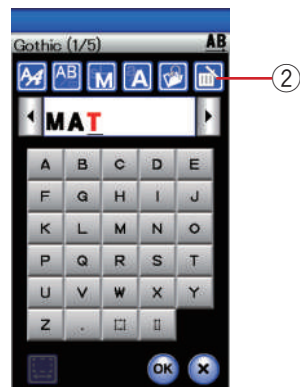 Gothic (1/5) AB
A A AB M A
2
MAT
A B C D E
F G H I J
K L M N O
P Q R S T
U V W X Y
Z .
OK X